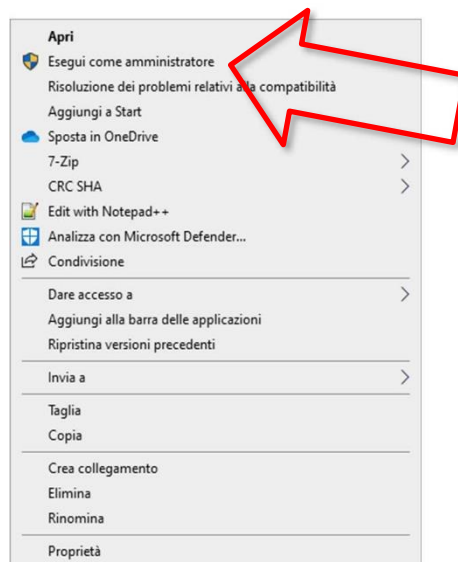 Apri
Esegui come amministratore
Risoluzione dei problemi relativi alla compatibilità
Aggiungi a Start
Sposta in OneDrive
7-Zip
CRC SHA
Edit with Notepad++
Analizza con Microsoft Defender...
Condivisione
Dare accesso a
Aggiungi alla barra delle applicazioni
Ripristina versioni precedenti
Invia a
Taglia
Copia
Crea collegamento
Elimina
Rinomina
Proprietà